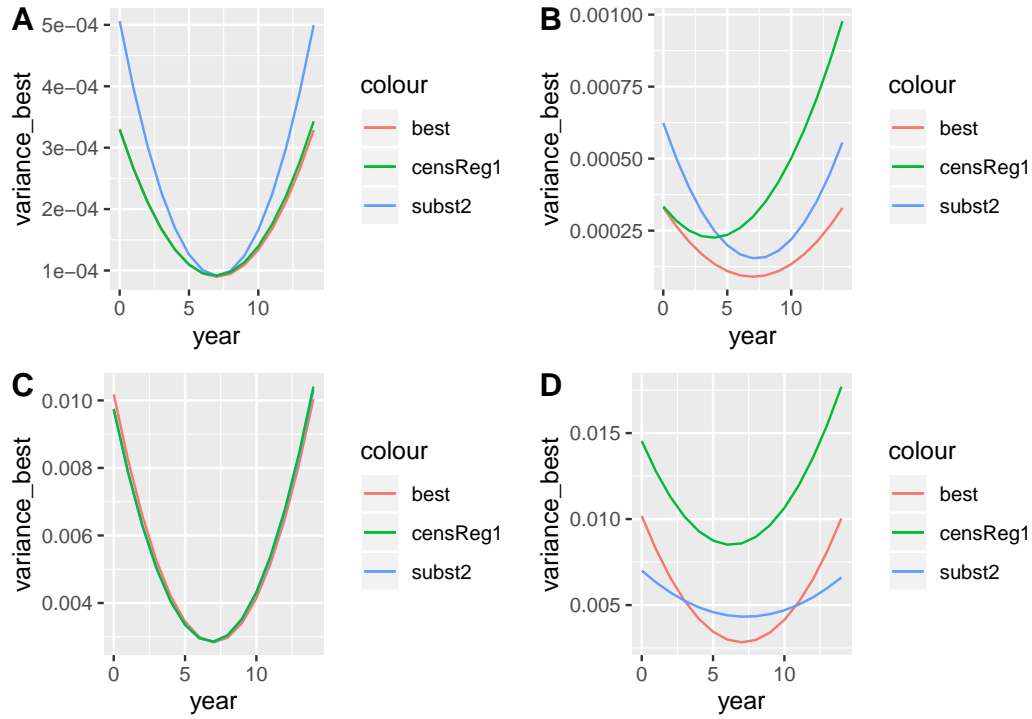 A
5e−04
4e−04
3e−04
2e−04
1e−04
variance_best
0 5 10
year
colour
best
censReg1
subst2
B
0.00100
0.00075
0.00050
0.00025
variance_best
0 5 10
year
colour
best
censReg1
subst2
C
0.010
0.008
0.006
0.004
variance_best
0 5 10
year
colour
best
censReg1
subst2
D
0.015
0.010
0.005
variance_best
0 5 10
year
colour
best
censReg1
subst2